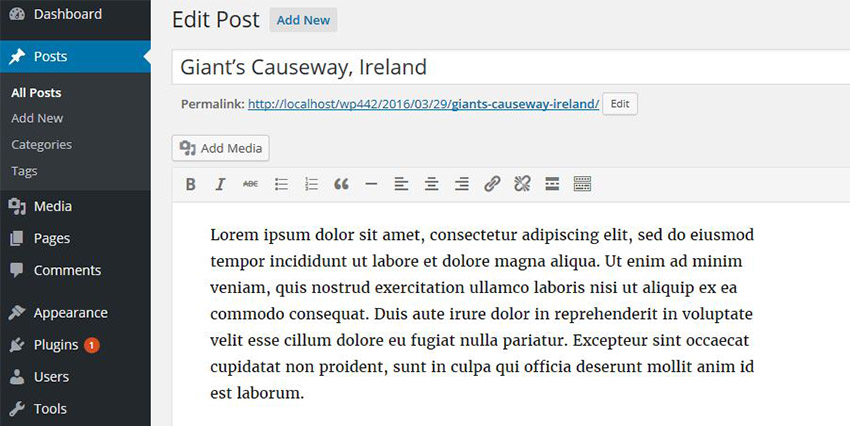 Dashboard
Posts
All Posts
Add New
Categories
Tags
Media
Pages
Comments
Appearance
Plugins 1
Users
Tools
Edit Post Add New
Giant’s Causeway, Ireland
Permalink: http://localhost/wp442/2016/03/29/giants-causeway-ireland/ Edit
Add Media
B I ABC
Lorem ipsum dolor sit amet, consectetur adipiscing elit, sed do eiusmod
tempor incididunt ut labore et dolore magna aliqua. Ut enim ad minim
veniam, quis nostrud exercitation ullamco laboris nisi ut aliquip ex ea
commodo consequat. Duis aute irure dolor in reprehenderit in voluptate
velit esse cillum dolore eu fugiat nulla pariatur. Excepteur sint occaecat
cupidatat non proident, sunt in culpa qui officia deserunt mollit anim id
est laborum.